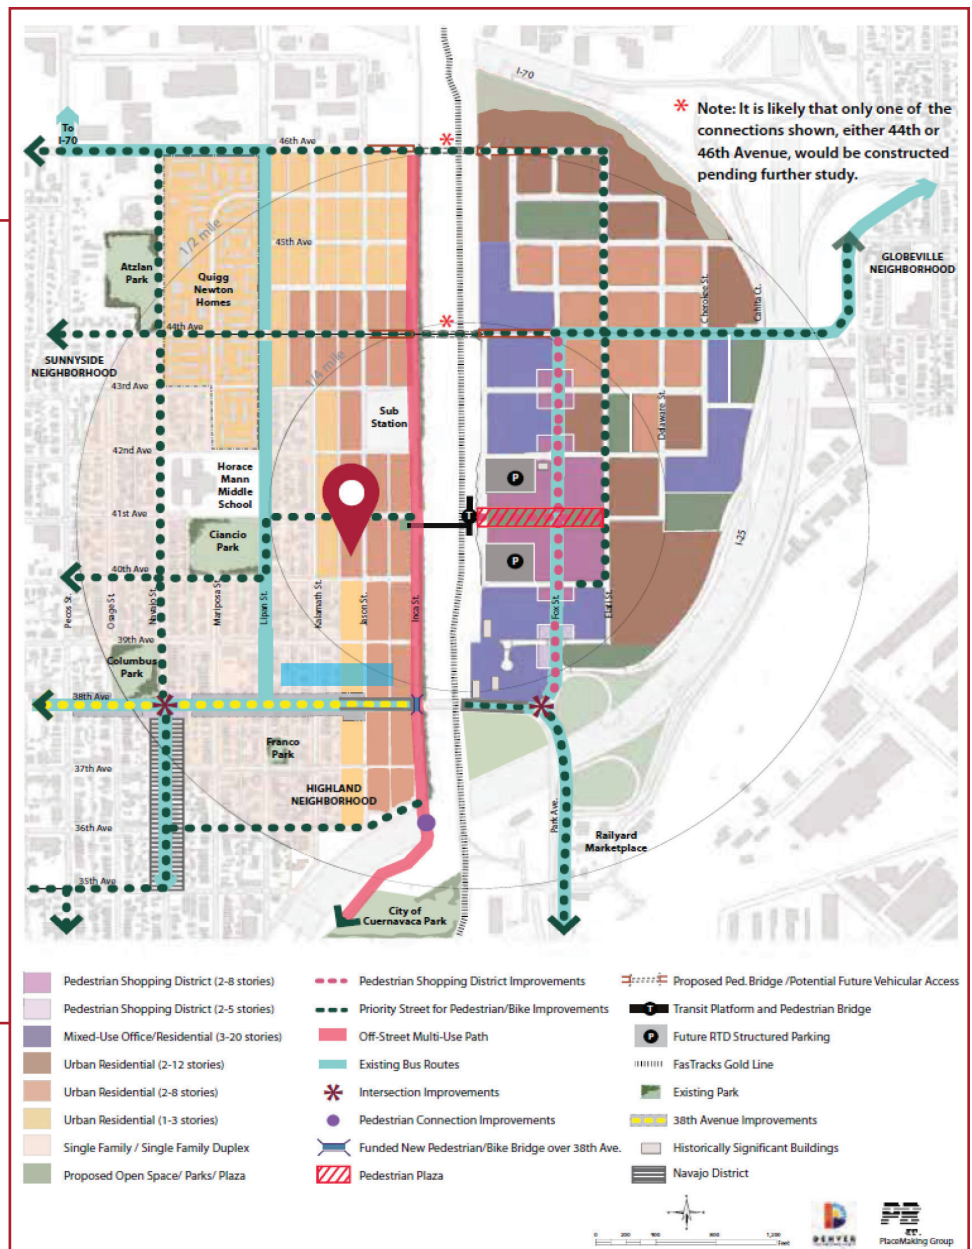 I-70
* Note: It is likely that only one of the
connections shown, either 44th or
46th Avenue, would be constructed
pending further study.
To
I-70
46th Ave
*
1/2 mile
45th Ave
Atzlan
Park
Quigg
Newton
Homes
GLOBEVILLE
NEIGHBORHOOD
Cherokee St.
Calhita Ct.
44th Ave
*
SUNNYSIDE
NEIGHBORHOOD
1/4 mile
43rd Ave
Sub
Station
Delaware St.
42nd Ave
Horace
Mann
Middle
School
P
41st Ave
T
Ciancio
Park
I-25
P
40th Ave
Pecos St.
Osage St.
Navajo St.
Mariposa St.
Lipan St.
Kalamath St.
Jason St.
Inca St.
Fox St.
Elati St.
39th Ave
Columbus
Park
38th Ave
Franco
Park
37th Ave
HIGHLAND
NEIGHBORHOOD
36th Ave
Park Ave.
Railyard
Marketplace
35th Ave
City of
Cuernavaca Park
Pedestrian Shopping District (2-8 stories)
Pedestrian Shopping District (2-5 stories)
Mixed-Use Office/Residential (3-20 stories)
Urban Residential (2-12 stories)
Urban Residential (2-8 stories)
Urban Residential (1-3 stories)
Single Family / Single Family Duplex
Proposed Open Space/ Parks/ Plaza
Pedestrian Shopping District Improvements
Priority Street for Pedestrian/Bike Improvements
Off-Street Multi-Use Path
Existing Bus Routes
Intersection Improvements
Pedestrian Connection Improvements
Funded New Pedestrian/Bike Bridge over 38th Ave.
Pedestrian Plaza
Proposed Ped. Bridge /Potential Future Vehicular Access
T Transit Platform and Pedestrian Bridge
P Future RTD Structured Parking
FasTracks Gold Line
Existing Park
38th Avenue Improvements
Historically Significant Buildings
Navajo District
0 200 400 800 1,200
Feet
DENVER
PB
PlaceMaking Group